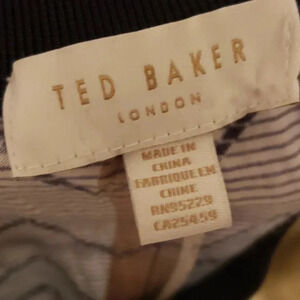 TED BAKER
LONDON
MADE IN
CHINA
FABRIQUE EN
CHINE
RN95229
CA25459